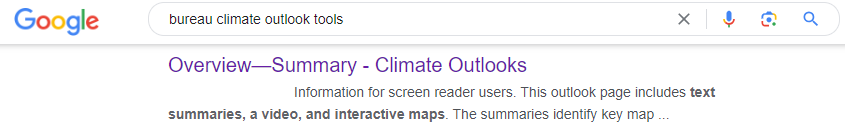 Google bureau climate outlook tools
Overview—Summary - Climate Outlooks
Information for screen reader users. This outlook page includes text
summaries, a video, and interactive maps. The summaries identify key map ...